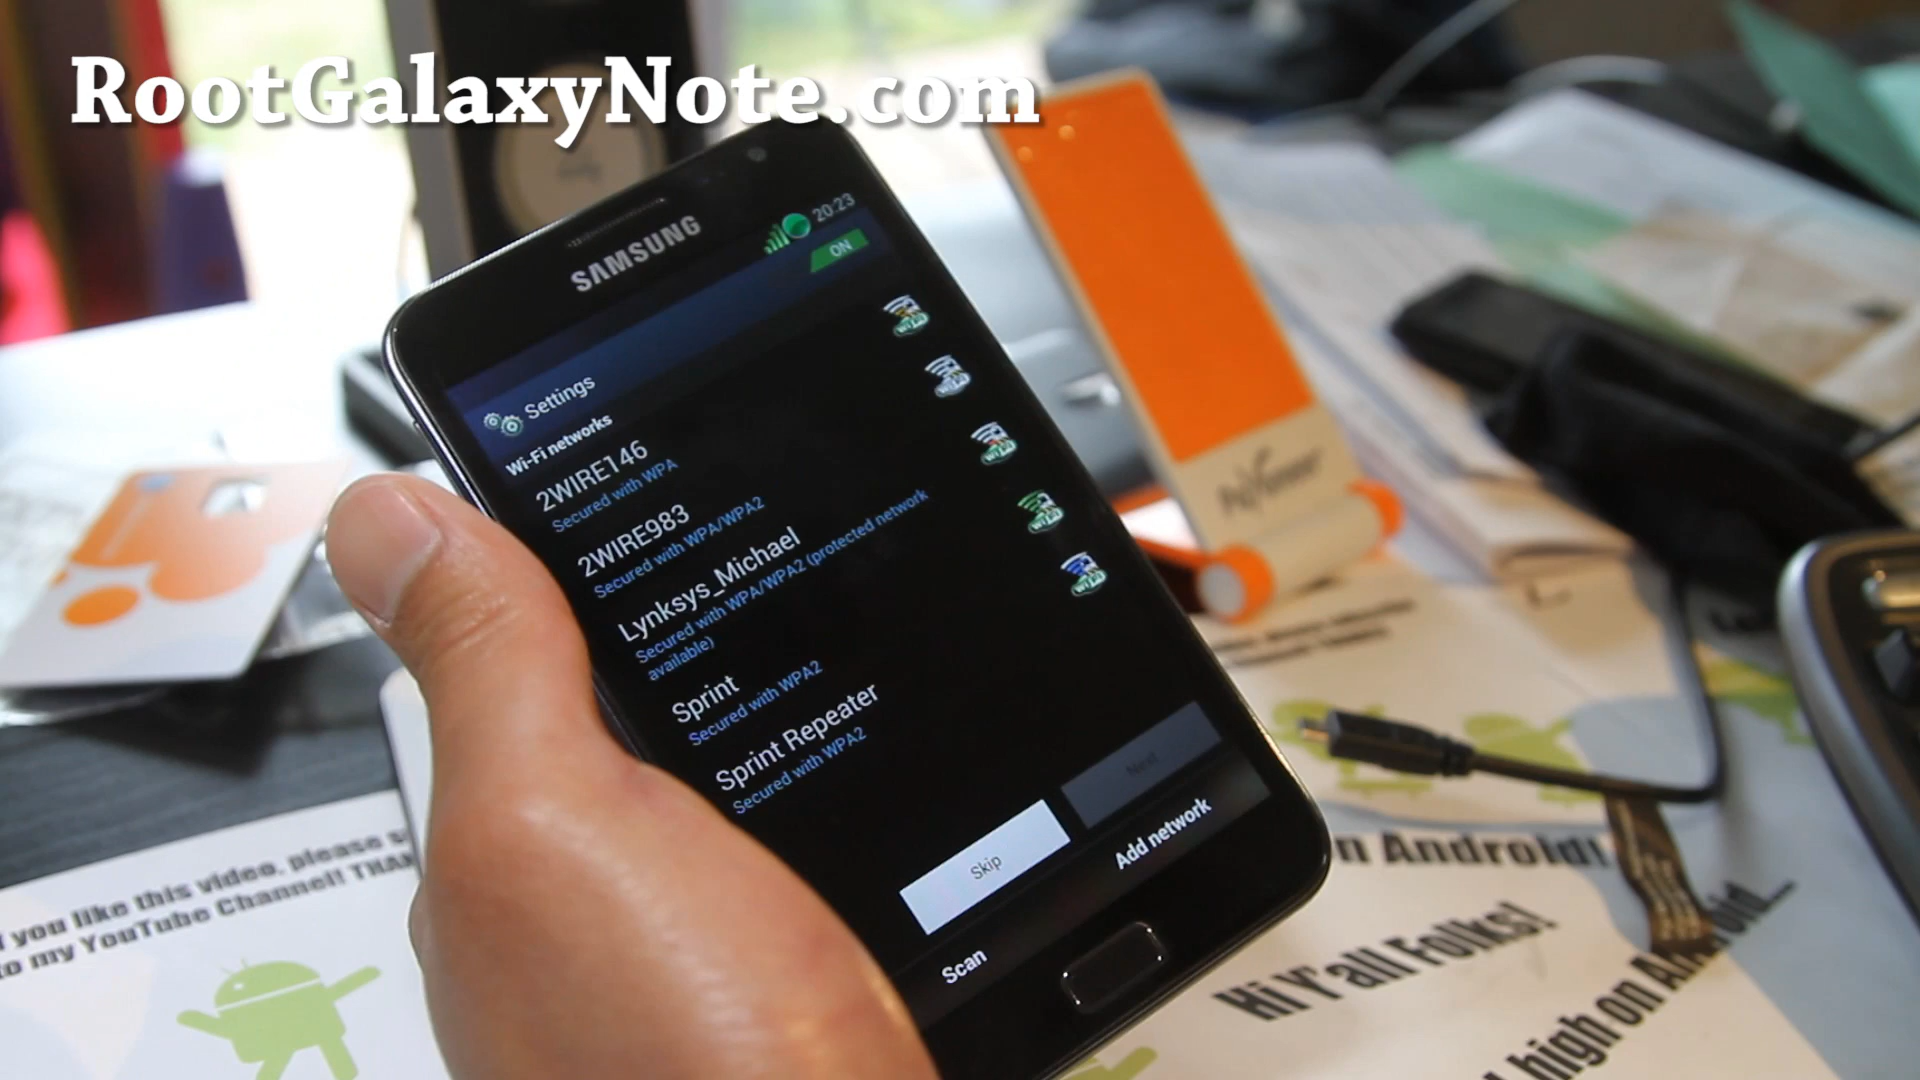 RootGalaxyNote.com
SAMSUNG
20:23
ON
Settings
Wi-Fi networks
2WIRE146
Secured with WPA
2WIRE983
Secured with WPA/WPA2
Lynksys_Michael
Secured with WPA/WPA2 (protected network
available)
Sprint
Secured with WPA2
Sprint Repeater
Secured with WPA2
Skip
Next
Scan
Add network
you like this video, please
to my YouTube Channel! THAN
n Android!
Hi Y'all Folks!
high on Android...